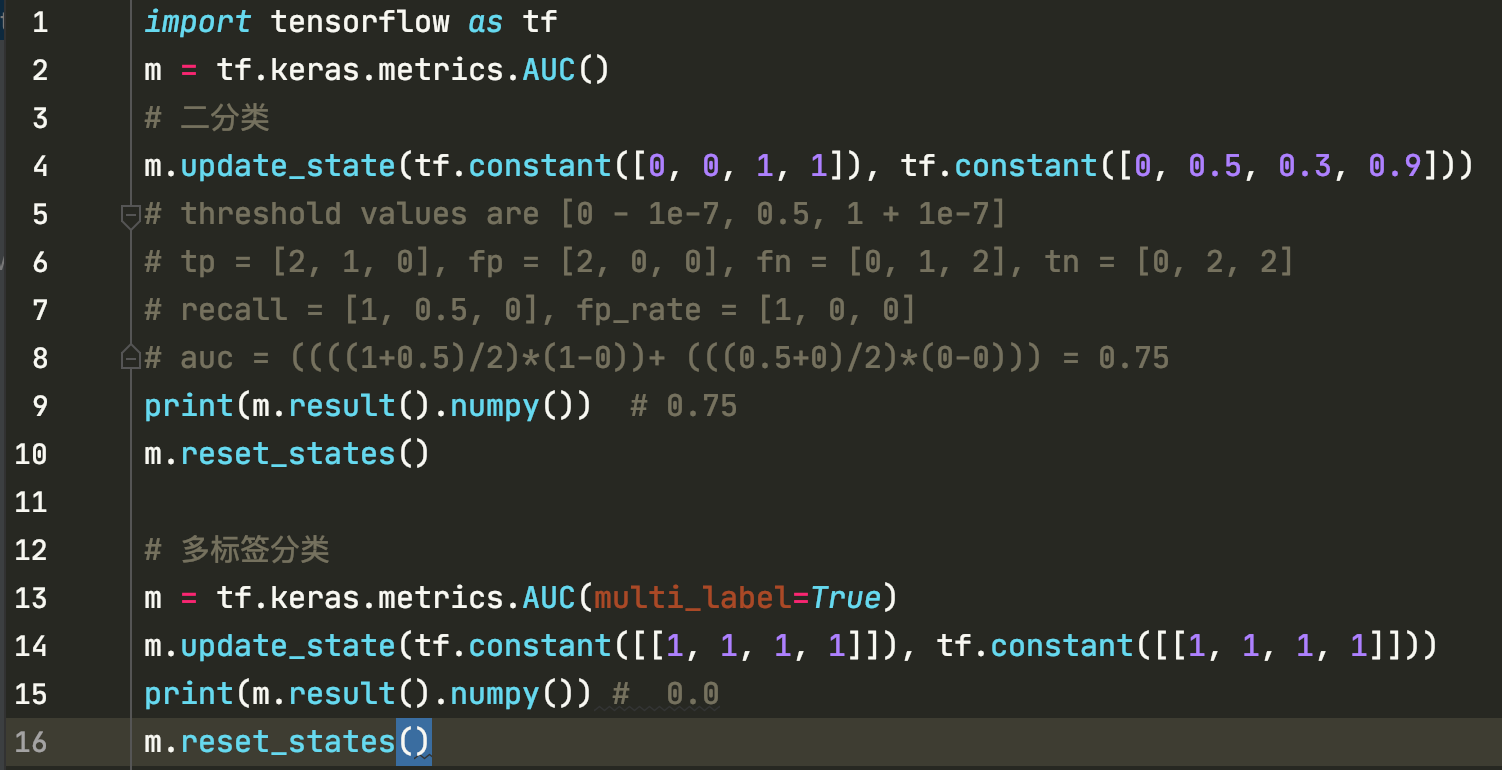 1 import tensorflow as tf
2 m = tf.keras.metrics.AUC()
3 # 二分类
4 m.update_state(tf.constant([0, 0, 1, 1]), tf.constant([0, 0.5, 0.3, 0.9]))
5 # threshold values are [0 - 1e-7, 0.5, 1 + 1e-7]
6 # tp = [2, 1, 0], fp = [2, 0, 0], fn = [0, 1, 2], tn = [0, 2, 2]
7 # recall = [1, 0.5, 0], fp_rate = [1, 0, 0]
8 # auc = ((((1+0.5)/2)*(1-0))+ (((0.5+0)/2)*(0-0))) = 0.75
9 print(m.result().numpy())  # 0.75
10 m.reset_states()
11
12 # 多标签分类
13 m = tf.keras.metrics.AUC(multi_label=True)
14 m.update_state(tf.constant([[1, 1, 1, 1]]), tf.constant([[1, 1, 1, 1]]))
15 print(m.result().numpy()) #  0.0
16 m.reset_states()